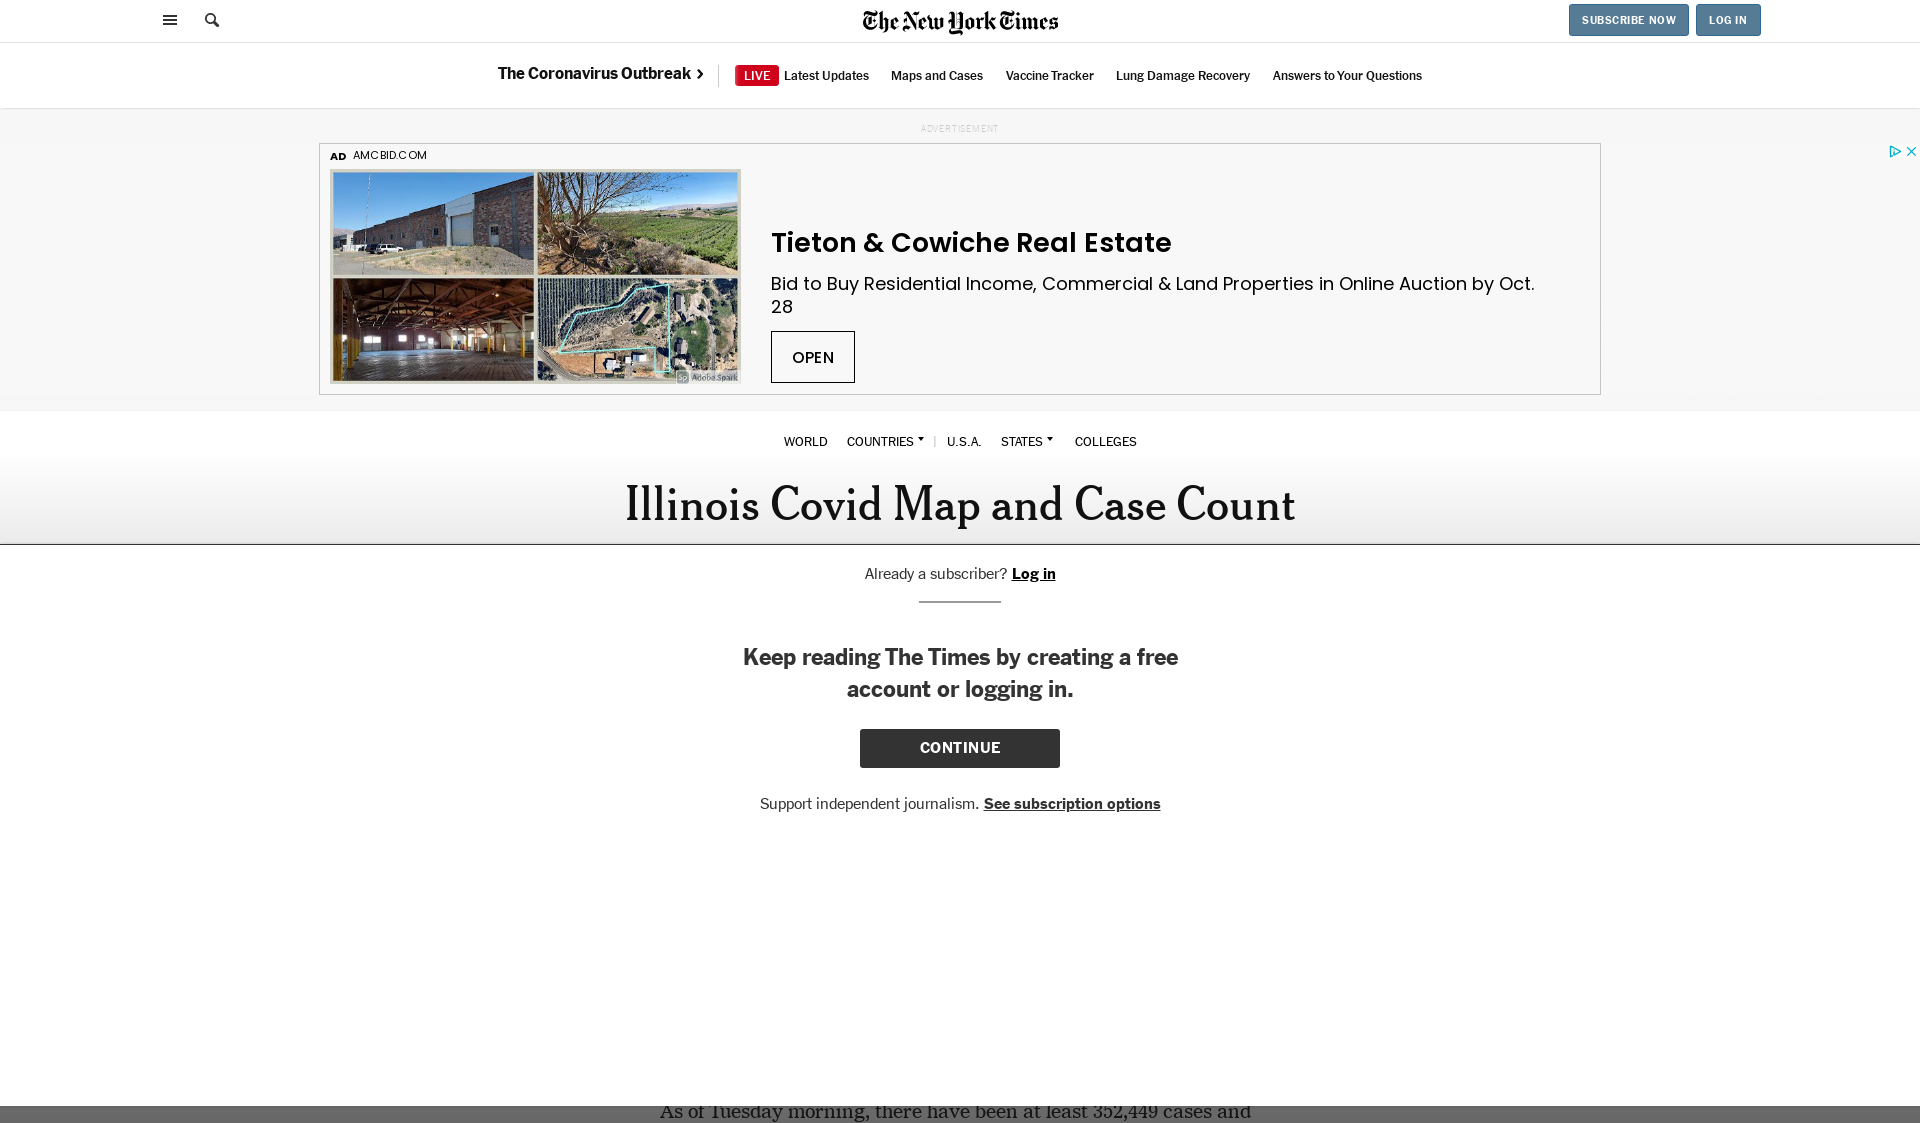 The New York Times
SUBSCRIBE NOW
LOG IN
The Coronavirus Outbreak
LIVE Latest Updates
Maps and Cases
Vaccine Tracker
Lung Damage Recovery
Answers to Your Questions
ADVERTISEMENT
AD AMCBID.COM
Tieton & Cowiche Real Estate
Bid to Buy Residential Income, Commercial & Land Properties in Online Auction by Oct.
28
OPEN
Sp Adobe Spark
WORLD COUNTRIES | U.S.A. STATES COLLEGES
Illinois Covid Map and Case Count
Already a subscriber? Log in
Keep reading The Times by creating a free
account or logging in.
CONTINUE
Support independent journalism. See subscription options
As of Tuesday morning, there have been at least 352,449 cases and